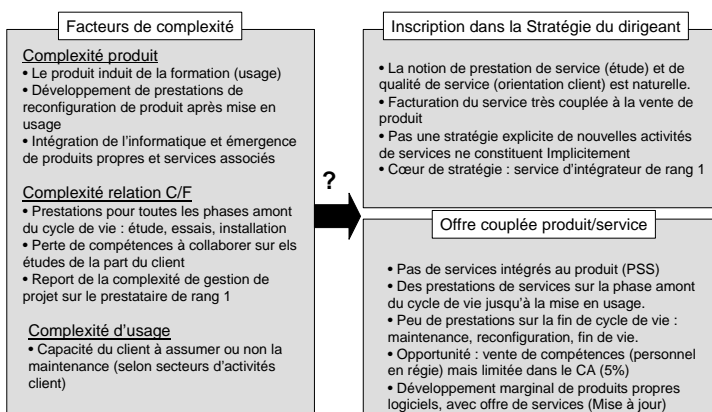 Facteurs de complexité
Complexité produit
• Le produit induit de la formation (usage)
• Développement de prestations de
reconfiguration de produit après mise en
usage
• Intégration de l'informatique et émergence
de produits propres et services associés
Complexité relation C/F
• Prestations pour toutes les phases amont
du cycle de vie : étude, essais, installation
• Perte de compétences à collaborer sur els
études de la part du client
• Report de la complexité de gestion de
projet sur le prestataire de rang 1
Complexité d'usage
• Capacité du client à assumer ou non la
maintenance (selon secteurs d'activités
client)
?
Inscription dans la Stratégie du dirigeant
• La notion de prestation de service (étude) et de
qualité de service (orientation client) est naturelle.
• Facturation du service très couplée à la vente de
produit
• Pas une stratégie explicite de nouvelles activités
de services ne constituent Implicitement
• Cœur de stratégie : service d'intégrateur de rang 1
Offre couplée produit/service
• Pas de services intégrés au produit (PSS)
• Des prestations de services sur la phase amont
du cycle de vie jusqu'à la mise en usage.
• Peu de prestations sur la fin de cycle de vie :
maintenance, reconfiguration, fin de vie.
• Opportunité : vente de compétences (personnel
en régie) mais limitée dans le CA (5%)
• Développement marginal de produits propres
logiciels, avec offre de services (Mise à jour)